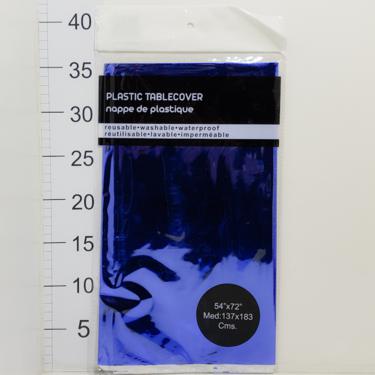 40
35
30
25
20
15
10
5
PLASTIC TABLECOVER
nappe de plastique
reusable•washable•waterproof
reutilisable•lavable•imperméable
54"x72"
Med:137x183
Cms.